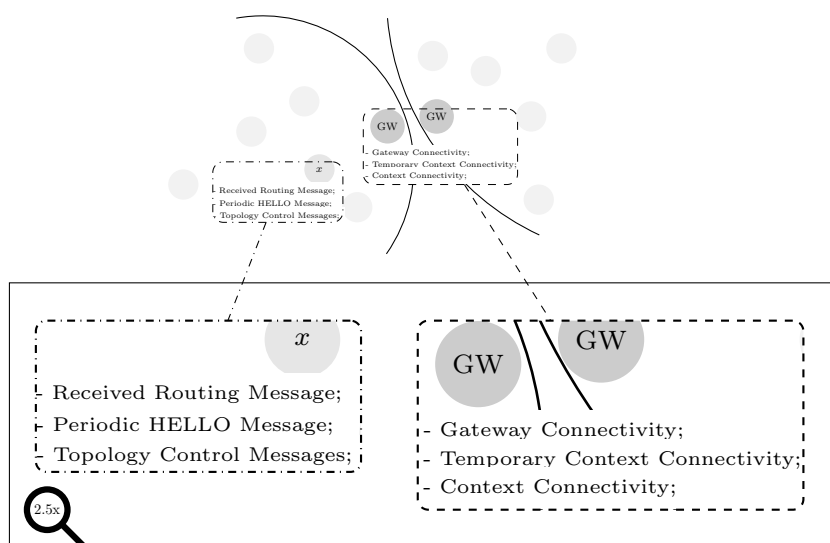 GW
GW
- Gateway Connectivity;
- Temporary Context Connectivity;
- Context Connectivity;
x
- Received Routing Message;
- Periodic HELLO Message;
- Topology Control Messages;
x
- Received Routing Message;
- Periodic HELLO Message;
- Topology Control Messages;
GW
GW
- Gateway Connectivity;
- Temporary Context Connectivity;
- Context Connectivity;
2.5x